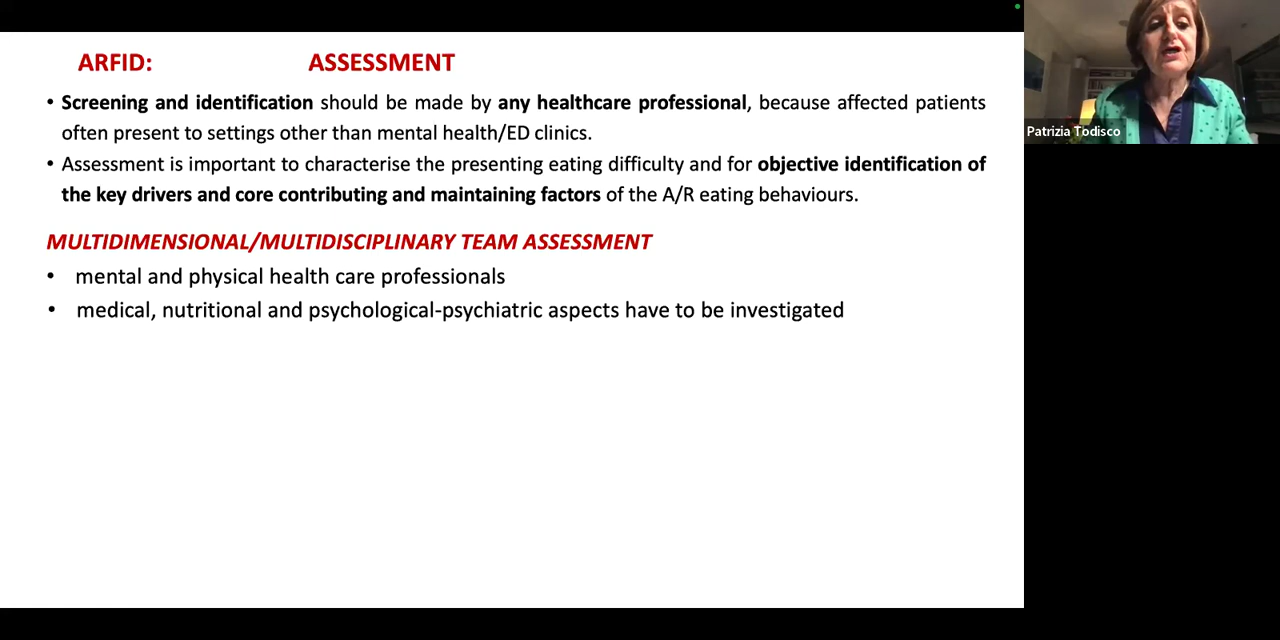 ARFID: ASSESSMENT
• Screening and identification should be made by any healthcare professional, because affected patients
often present to settings other than mental health/ED clinics.
• Assessment is important to characterise the presenting eating difficulty and for objective identification of
the key drivers and core contributing and maintaining factors of the A/R eating behaviours.
MULTIDIMENSIONAL/MULTIDISCIPLINARY TEAM ASSESSMENT
• mental and physical health care professionals
• medical, nutritional and psychological-psychiatric aspects have to be investigated
Patrizia Todisco